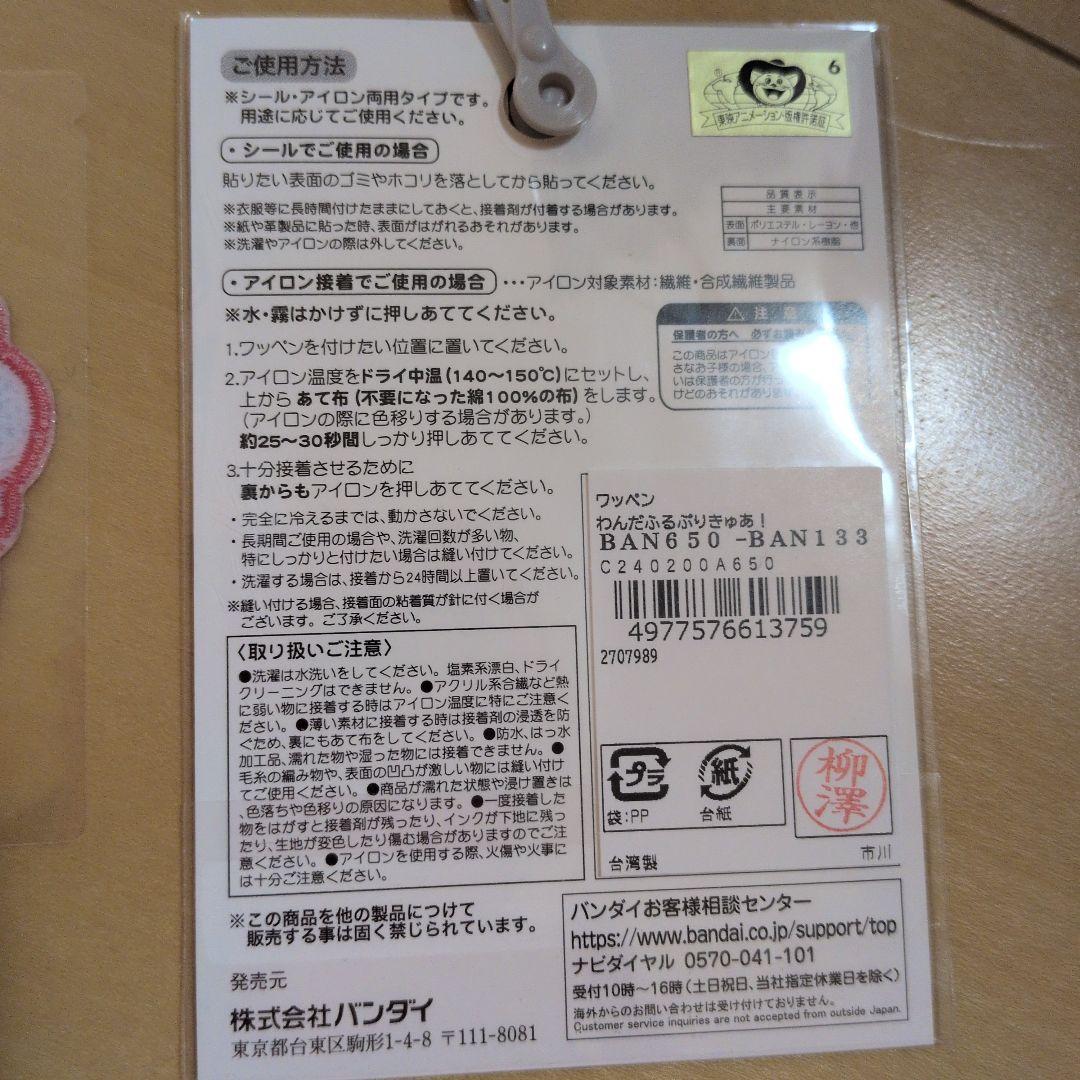 ご使用方法
※シール・アイロン両用タイプです。
用途に応じてご使用ください。
・シールでご使用の場合
貼りたい表面のゴミやホコリを落としてから貼ってください。
※衣服等に長時間付けたままにしておくと、接着剤が付着する場合があります。
※紙や革製品に貼った時、表面がはがれるおそれがあります。
※洗濯やアイロンの際は外してください。
6
東映アニメーション・版権許諾証
品質表示
主要素材
表面 ポリエステル・レーヨン・他
裏面 ナイロン系樹脂
・アイロン接着でご使用の場合 …アイロン対象素材：繊維・合成繊維製品
※水・霧はかけずに押しあててください。
1.ワッペンを付けたい位置に置いてください。
2.アイロン温度をドライ中温(140～150℃)にセットし、
上から あて布(不要になった綿100％の布)をします。
(アイロンの際に色移りする場合があります。)
約25～30秒間しっかり押しあててください。
3.十分接着させるために
裏からもアイロンを押しあててください。
・完全に冷えるまでは、動かさないでください。
・長期間ご使用の場合や、洗濯回数が多い物、
特にしっかりと付けたい場合は縫い付けてください。
・洗濯する場合は、接着から24時間以上置いてください。
※縫い付ける場合、接着面の粘着質が針に付く場合が
ございます。ご了承ください。
注意
保護者の方へ 必ずお読み
この商品はアイロン
さなお子様の場合、
いは保護者の方が行
けどのおそれがあり
〈取り扱いご注意〉
●洗濯は水洗いをしてください。塩素系漂白、ドライ
クリーニングはできません。●アクリル系合繊など熱
に弱い物に接着する時はアイロン温度に特にご注意く
ださい。●薄い素材に接着する時は接着剤の浸透を防
ぐため、裏にもあて布をしてください。●防水、はっ水
加工品、濡れた物や湿った物には接着できません。●
毛糸の編み物や、表面の凹凸が激しい物には縫い付け
てご使用ください。●商品が濡れた状態や浸け置きは
、色落ちや色移りの原因になります。●一度接着した
物をはがすと接着剤が残ったり、インクが下地に残っ
たり、生地が変色したり傷む場合がありますのでご注
意ください。●アイロンを使用する際、火傷や火事に
は十分ご注意ください。
ワッペン
わんだふるぷりきゅあ！
BAN650-BAN133
C240200A650
4977576613759
2707989
プラ
袋：PP
紙
台紙
柳澤
台湾製
市川
※この商品を他の製品につけて
販売する事は固く禁じられています。
発売元
株式会社バンダイ
東京都台東区駒形1-4-8 〒111-8081
バンダイお客様相談センター
https://www.bandai.co.jp/support/top
ナビダイヤル 0570-041-101
受付10時～16時(土日祝日、当社指定休業日を除く)
海外からのお問い合わせは受け付けておりません。
Customer service inquiries are not accepted from outside Japan.